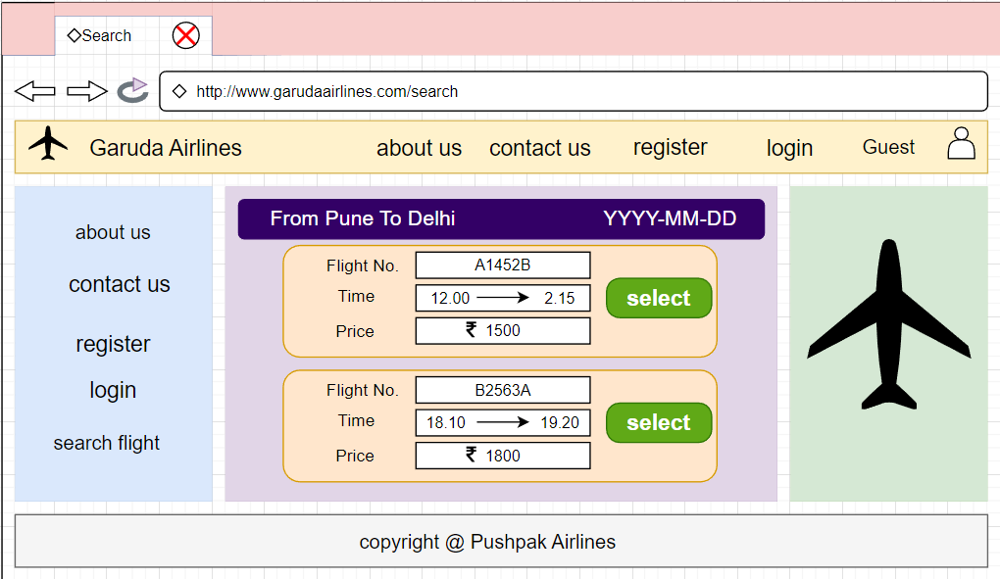 Search
http://www.garudaairlines.com/search
Garuda Airlines about us contact us register login Guest
about us
contact us
register
login
search flight
From Pune To Delhi YYYY-MM-DD
Flight No. A1452B
Time 12.00 2.15
Price ₹ 1500
select
Flight No. B2563A
Time 18.10 19.20
Price ₹ 1800
select
copyright @ Pushpak Airlines